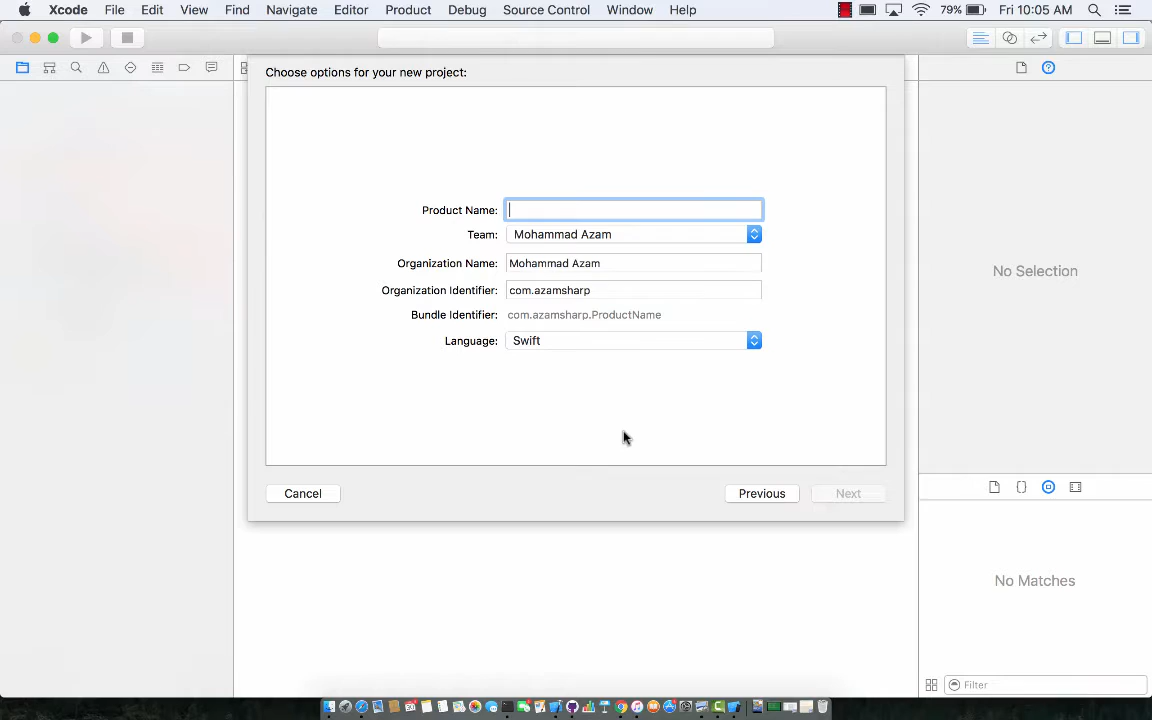 Xcode File Edit View Find Navigate Editor Product Debug Source Control Window Help 79% Fri 10:05 AM
Choose options for your new project:
Product Name:
Team: Mohammad Azam
Organization Name: Mohammad Azam
Organization Identifier: com.azamsharp
Bundle Identifier: com.azamsharp.ProductName
Language: Swift
Cancel Previous Next
No Selection
No Matches
Filter